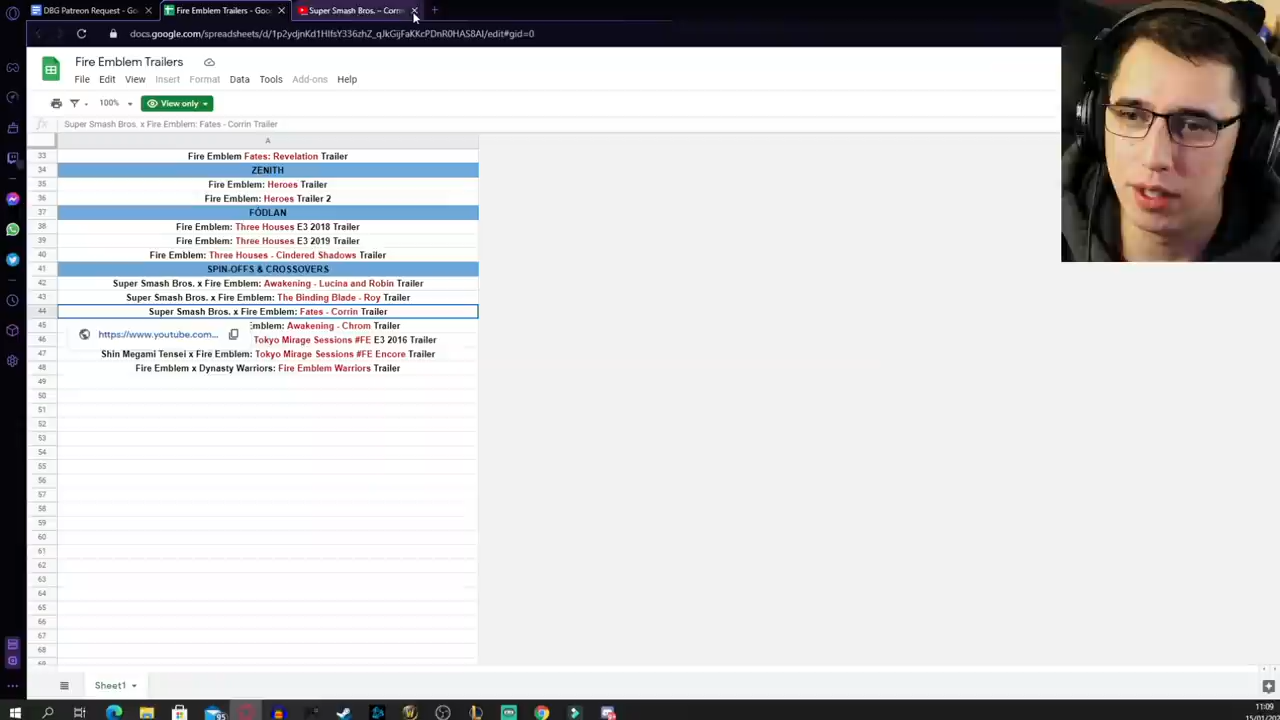 DBG Patreon Request - Go
Fire Emblem Trailers - Goo
Super Smash Bros. – Corrin
docs.google.com/spreadsheets/d/1p2ydjnKd1HIfsY336zhZ_qJkGijFaKKcPDnR0HAS8AI/edit#gid=0
Fire Emblem Trailers
File Edit View Insert Format Data Tools Add-ons Help
100% View only
fx Super Smash Bros. x Fire Emblem: Fates - Corrin Trailer
A
33 Fire Emblem Fates: Revelation Trailer
34 ZENITH
35 Fire Emblem: Heroes Trailer
36 Fire Emblem: Heroes Trailer 2
37 FÓDLAN
38 Fire Emblem: Three Houses E3 2018 Trailer
39 Fire Emblem: Three Houses E3 2019 Trailer
40 Fire Emblem: Three Houses - Cindered Shadows Trailer
41 SPIN-OFFS & CROSSOVERS
42 Super Smash Bros. x Fire Emblem: Awakening - Lucina and Robin Trailer
43 Super Smash Bros. x Fire Emblem: The Binding Blade - Roy Trailer
44 Super Smash Bros. x Fire Emblem: Fates - Corrin Trailer
45 Emblem: Awakening - Chrom Trailer
https://www.youtube.com...
46 Tokyo Mirage Sessions #FE E3 2016 Trailer
47 Shin Megami Tensei x Fire Emblem: Tokyo Mirage Sessions #FE Encore Trailer
48 Fire Emblem x Dynasty Warriors: Fire Emblem Warriors Trailer
49
50
51
52
53
54
55
56
57
58
59
60
61
62
63
64
65
66
67
68
69
Sheet1
11:09
15/01/202